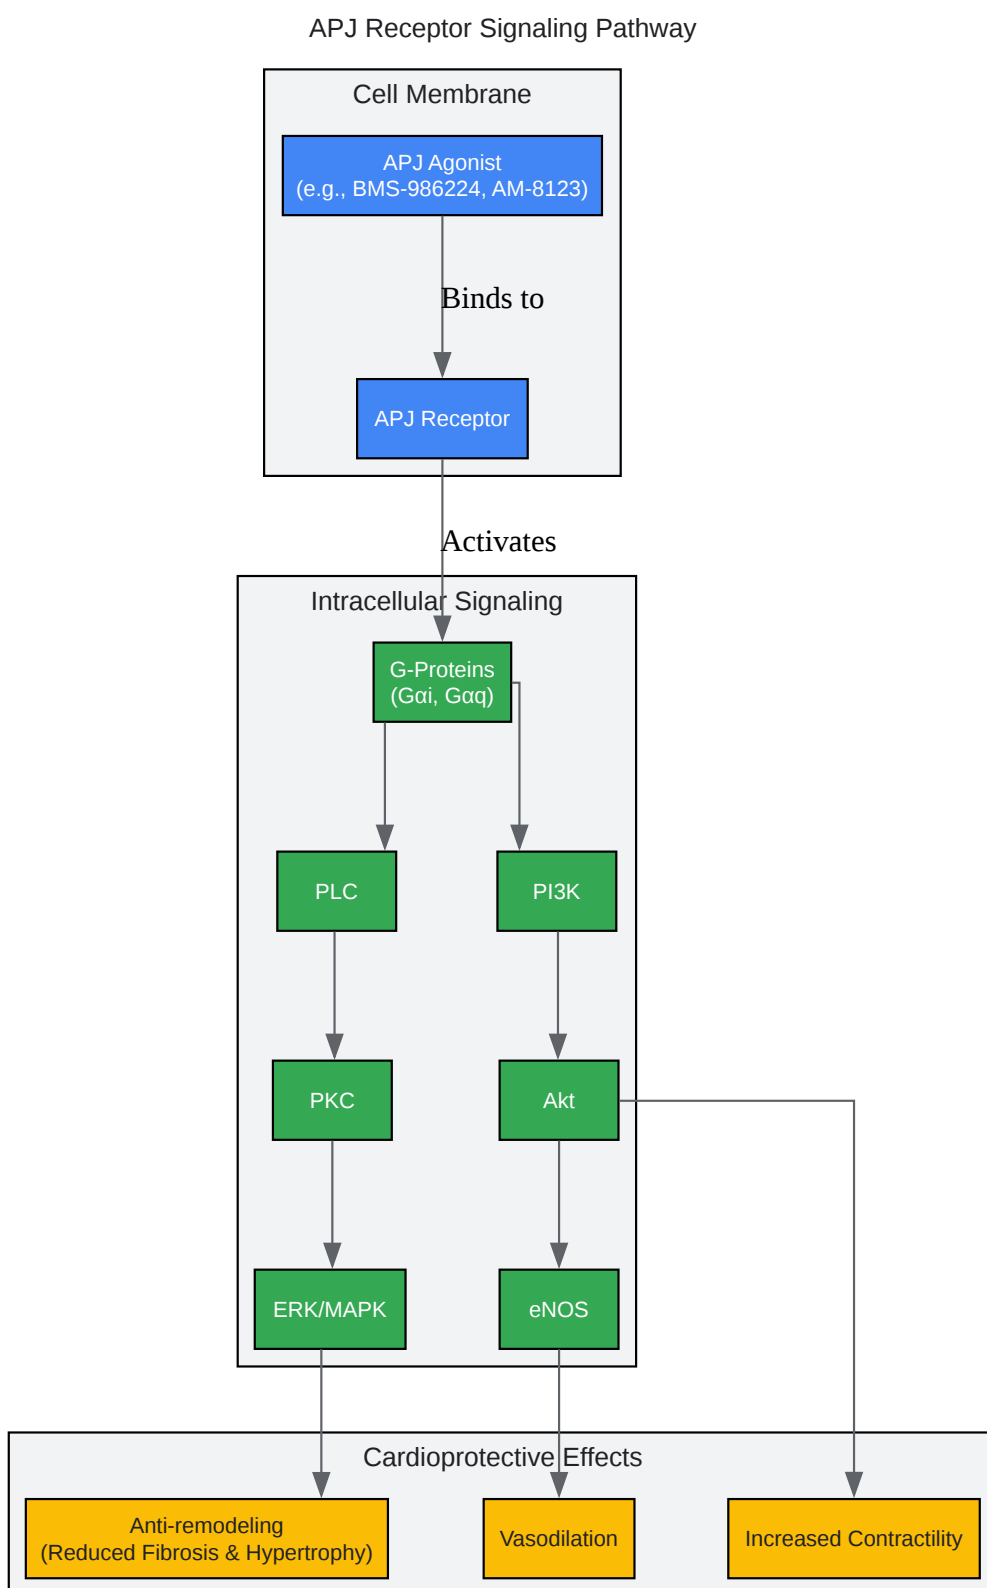 APJ Receptor Signaling Pathway
Cell Membrane
APJ Agonist
(e.g., BMS-986224, AM-8123)
Binds to
APJ Receptor
Activates
Intracellular Signaling
G-Proteins
(Gαi, Gαq)
PLC
PI3K
PKC
Akt
ERK/MAPK
eNOS
Cardioprotective Effects
Anti-remodeling
(Reduced Fibrosis & Hypertrophy)
Vasodilation
Increased Contractility